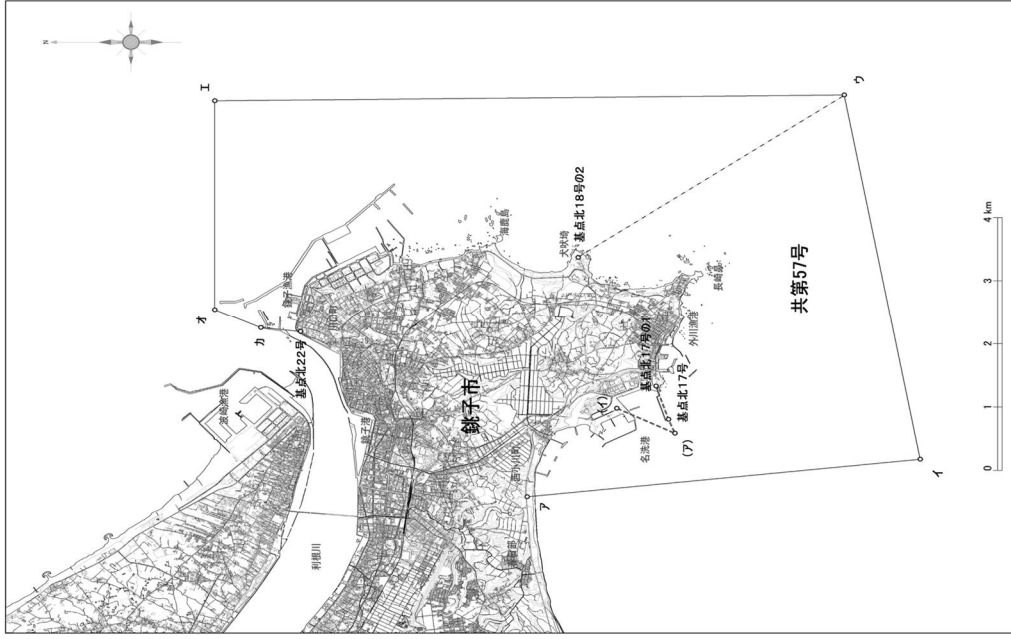 N
エ
オ
カ
基点北22号
銚子漁港
川口町
波崎漁港
銚子港
利根川
海鹿島
犬吠埼
基点北18号の2
長崎鼻
外川漁港
基点北17号の1
基点北17号
(イ)
(ア)
名洗港
銚子市
ア
共第57号
ウ
イ
0 1 2 3 4 km